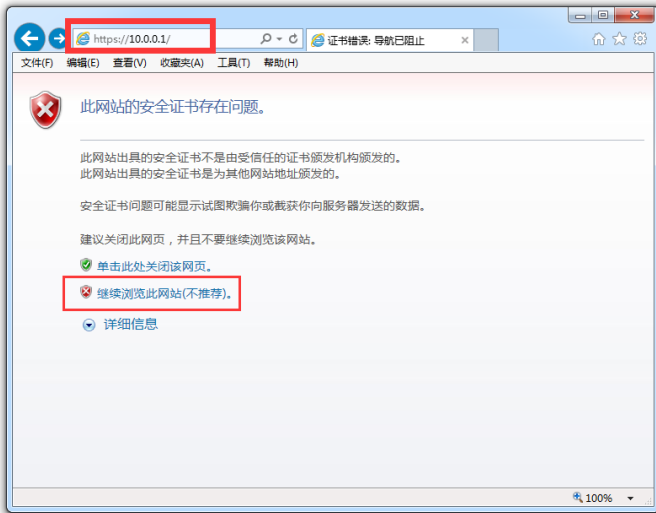 https://10.0.0.1/
证书错误: 导航已阻止
文件(F) 编辑(E) 查看(V) 收藏夹(A) 工具(T) 帮助(H)
此网站的安全证书存在问题。
此网站出具的安全证书不是由受信任的证书颁发机构颁发的。
此网站出具的安全证书是为其他网站地址颁发的。
安全证书问题可能显示试图欺骗你或截获你向服务器发送的数据。
建议关闭此网页，并且不要继续浏览该网站。
单击此处关闭该网页。
继续浏览此网站(不推荐)。
详细信息
100%